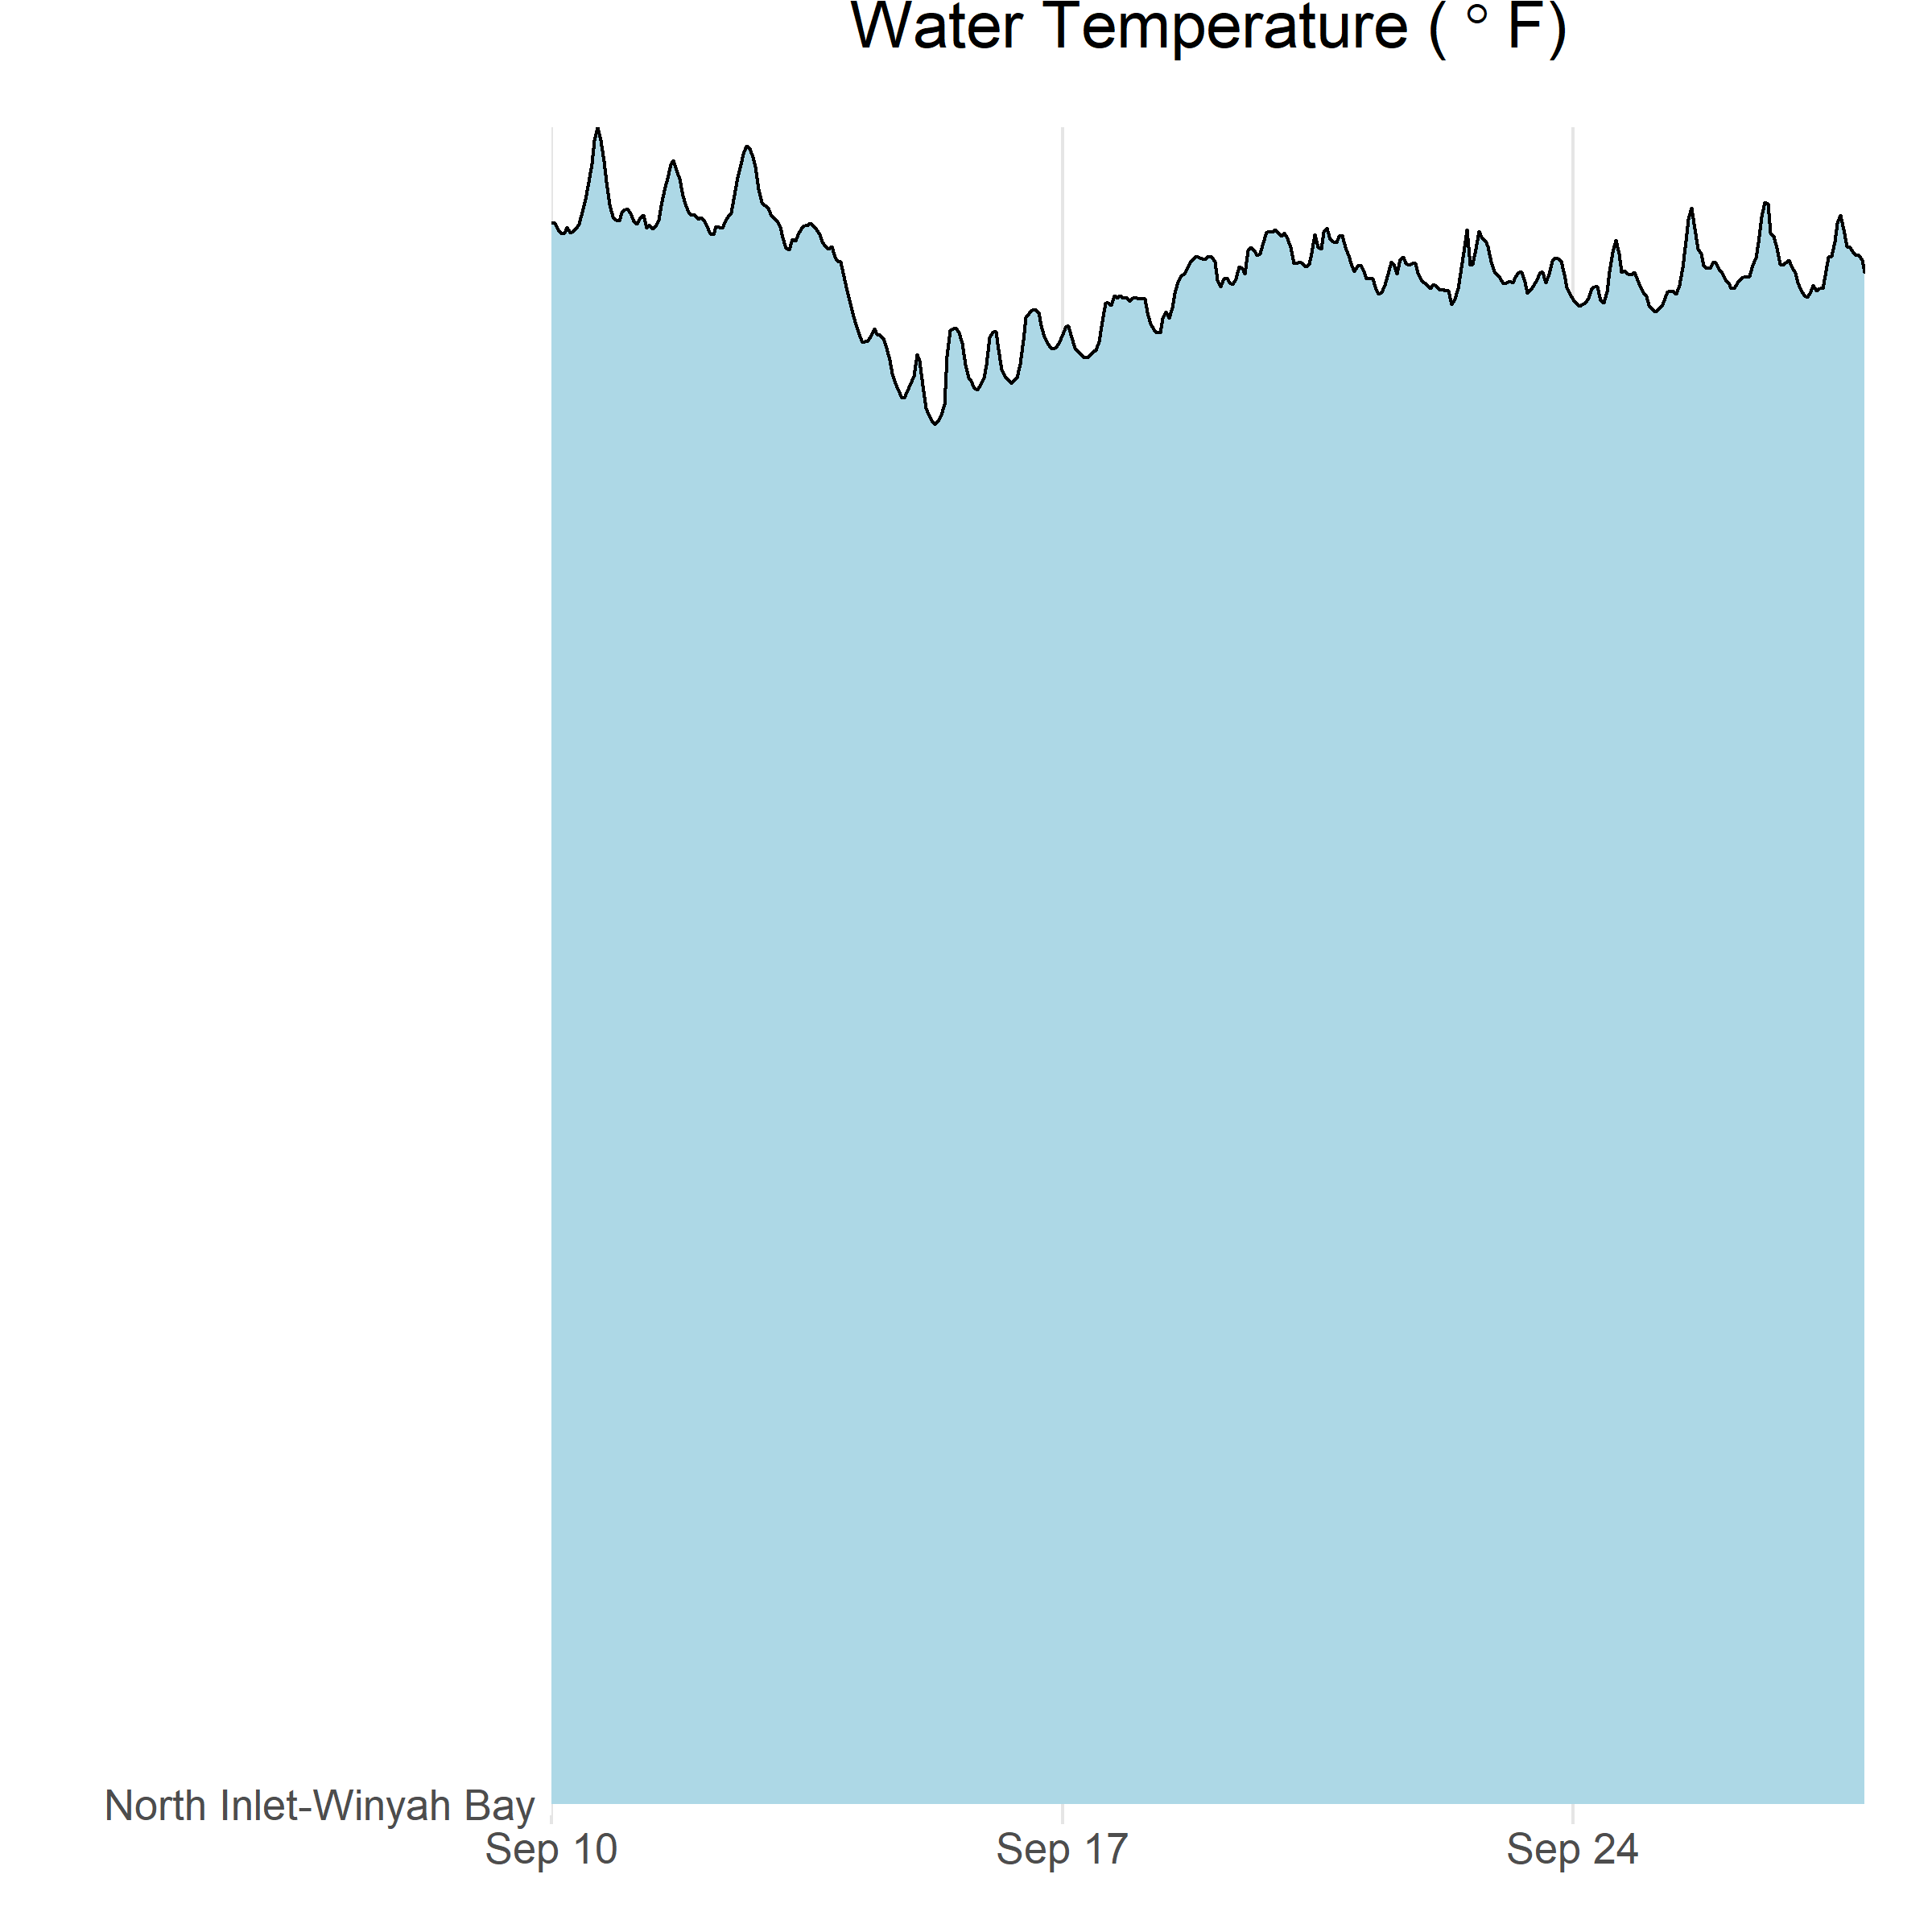 Water Temperature ( ° F)
North Inlet-Winyah Bay
Sep 10
Sep 17
Sep 24